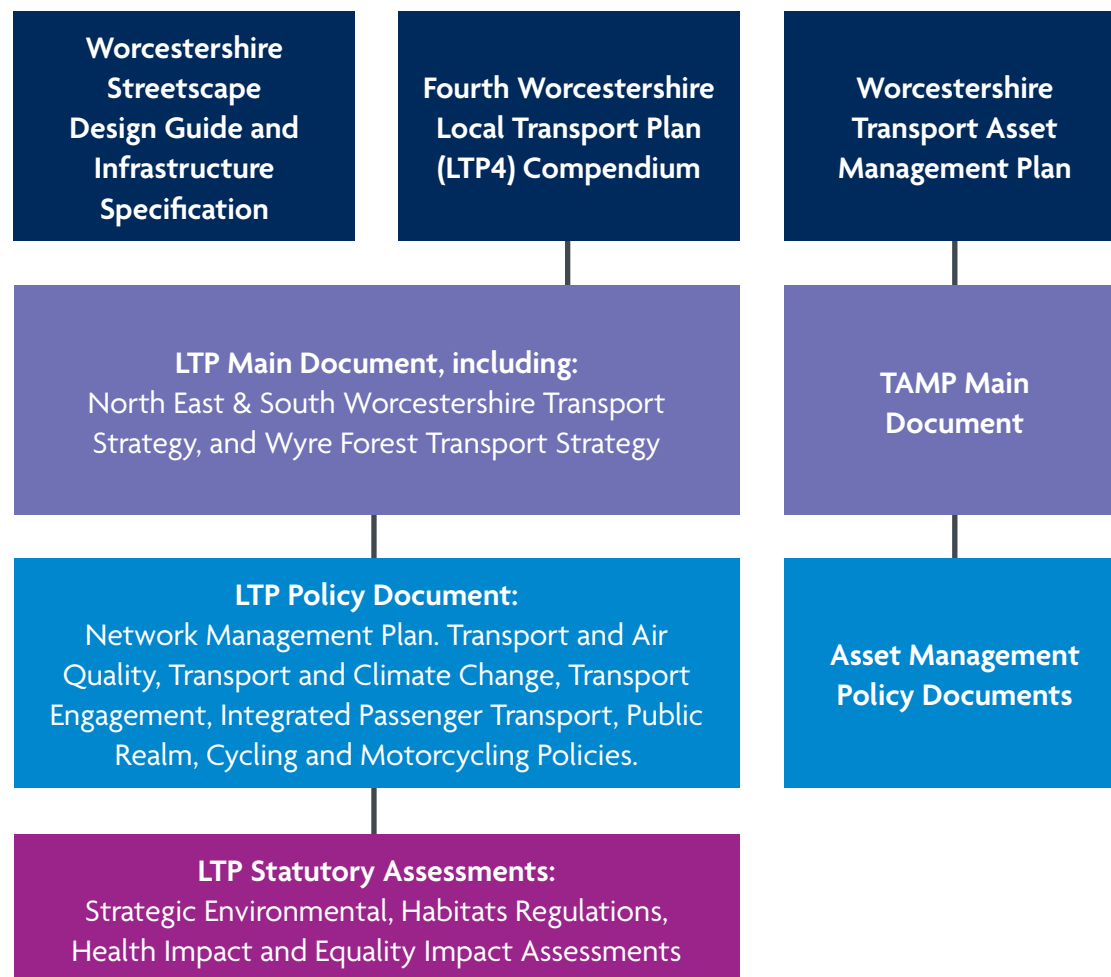 Worcestershire
Streetscape
Design Guide and
Infrastructure
Specification
Fourth Worcestershire
Local Transport Plan
(LTP4) Compendium
Worcestershire
Transport Asset
Management Plan
LTP Main Document, including:
North East & South Worcestershire Transport
Strategy, and Wyre Forest Transport Strategy
TAMP Main
Document
LTP Policy Document:
Network Management Plan. Transport and Air
Quality, Transport and Climate Change, Transport
Engagement, Integrated Passenger Transport, Public
Realm, Cycling and Motorcycling Policies.
Asset Management
Policy Documents
LTP Statutory Assessments:
Strategic Environmental, Habitats Regulations,
Health Impact and Equality Impact Assessments